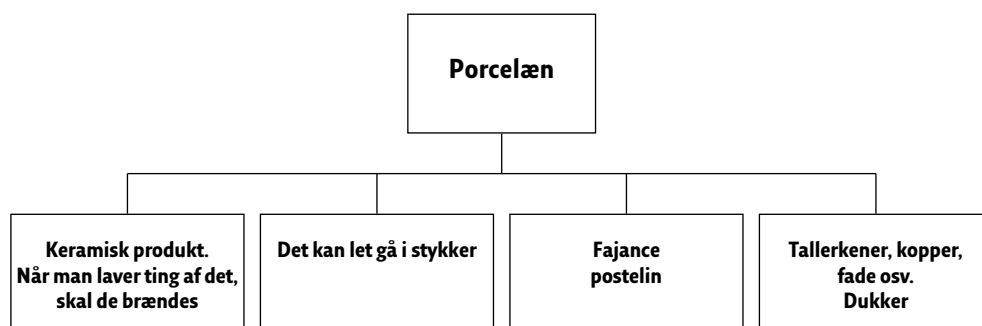 Porcelæn
Keramisk produkt.
Når man laver ting af det,
skal de brændes
Det kan let gå i stykker
Fajance
postelin
Tallerkener, kopper,
fade osv.
Dukker